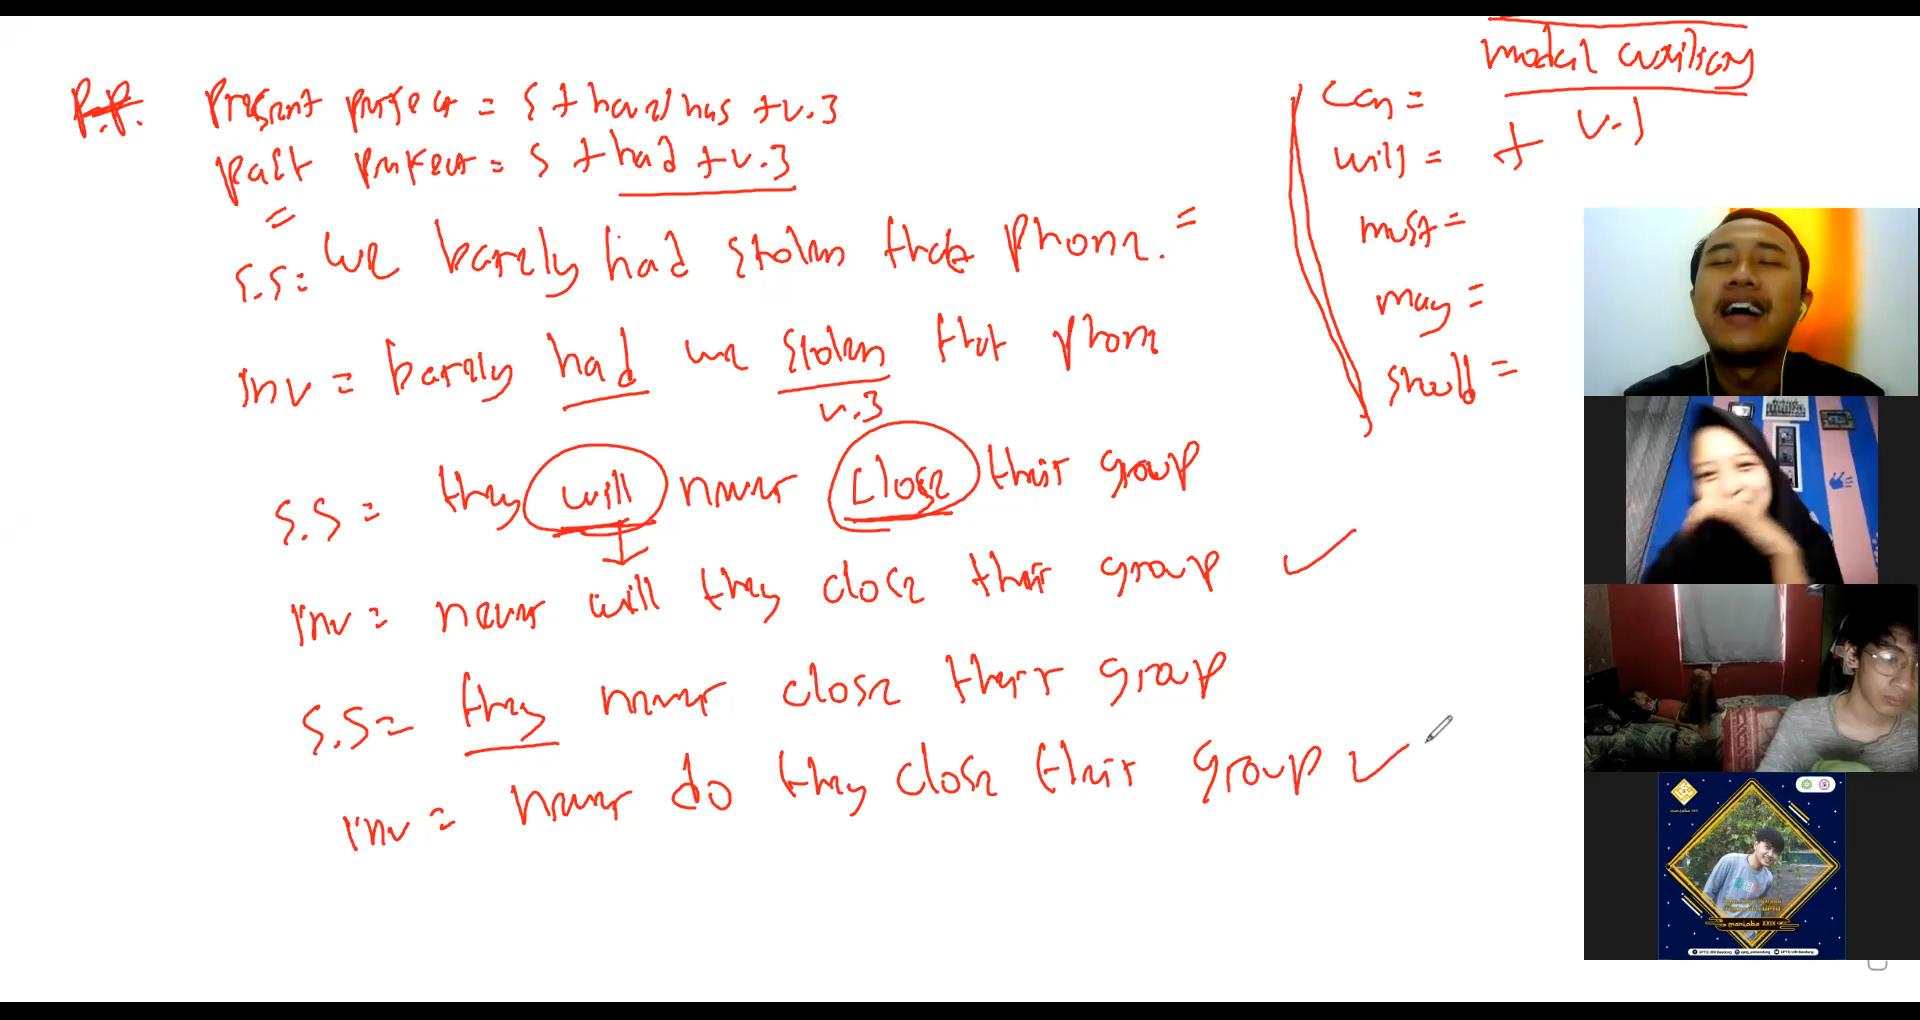 P.P. Present perfect = S + have/has + v.3
past perfect = S + had + v.3
S.S = we barely had stolen that phone.
inv = barely had we stolen that phone
v.3
S.S = they will never close their group
inv = never will they close their group
S.S = they never close their group
inv = never do they close their group
modal auxiliary
+ v.1
can =
will =
must =
may =
should =
manjaba XXIX